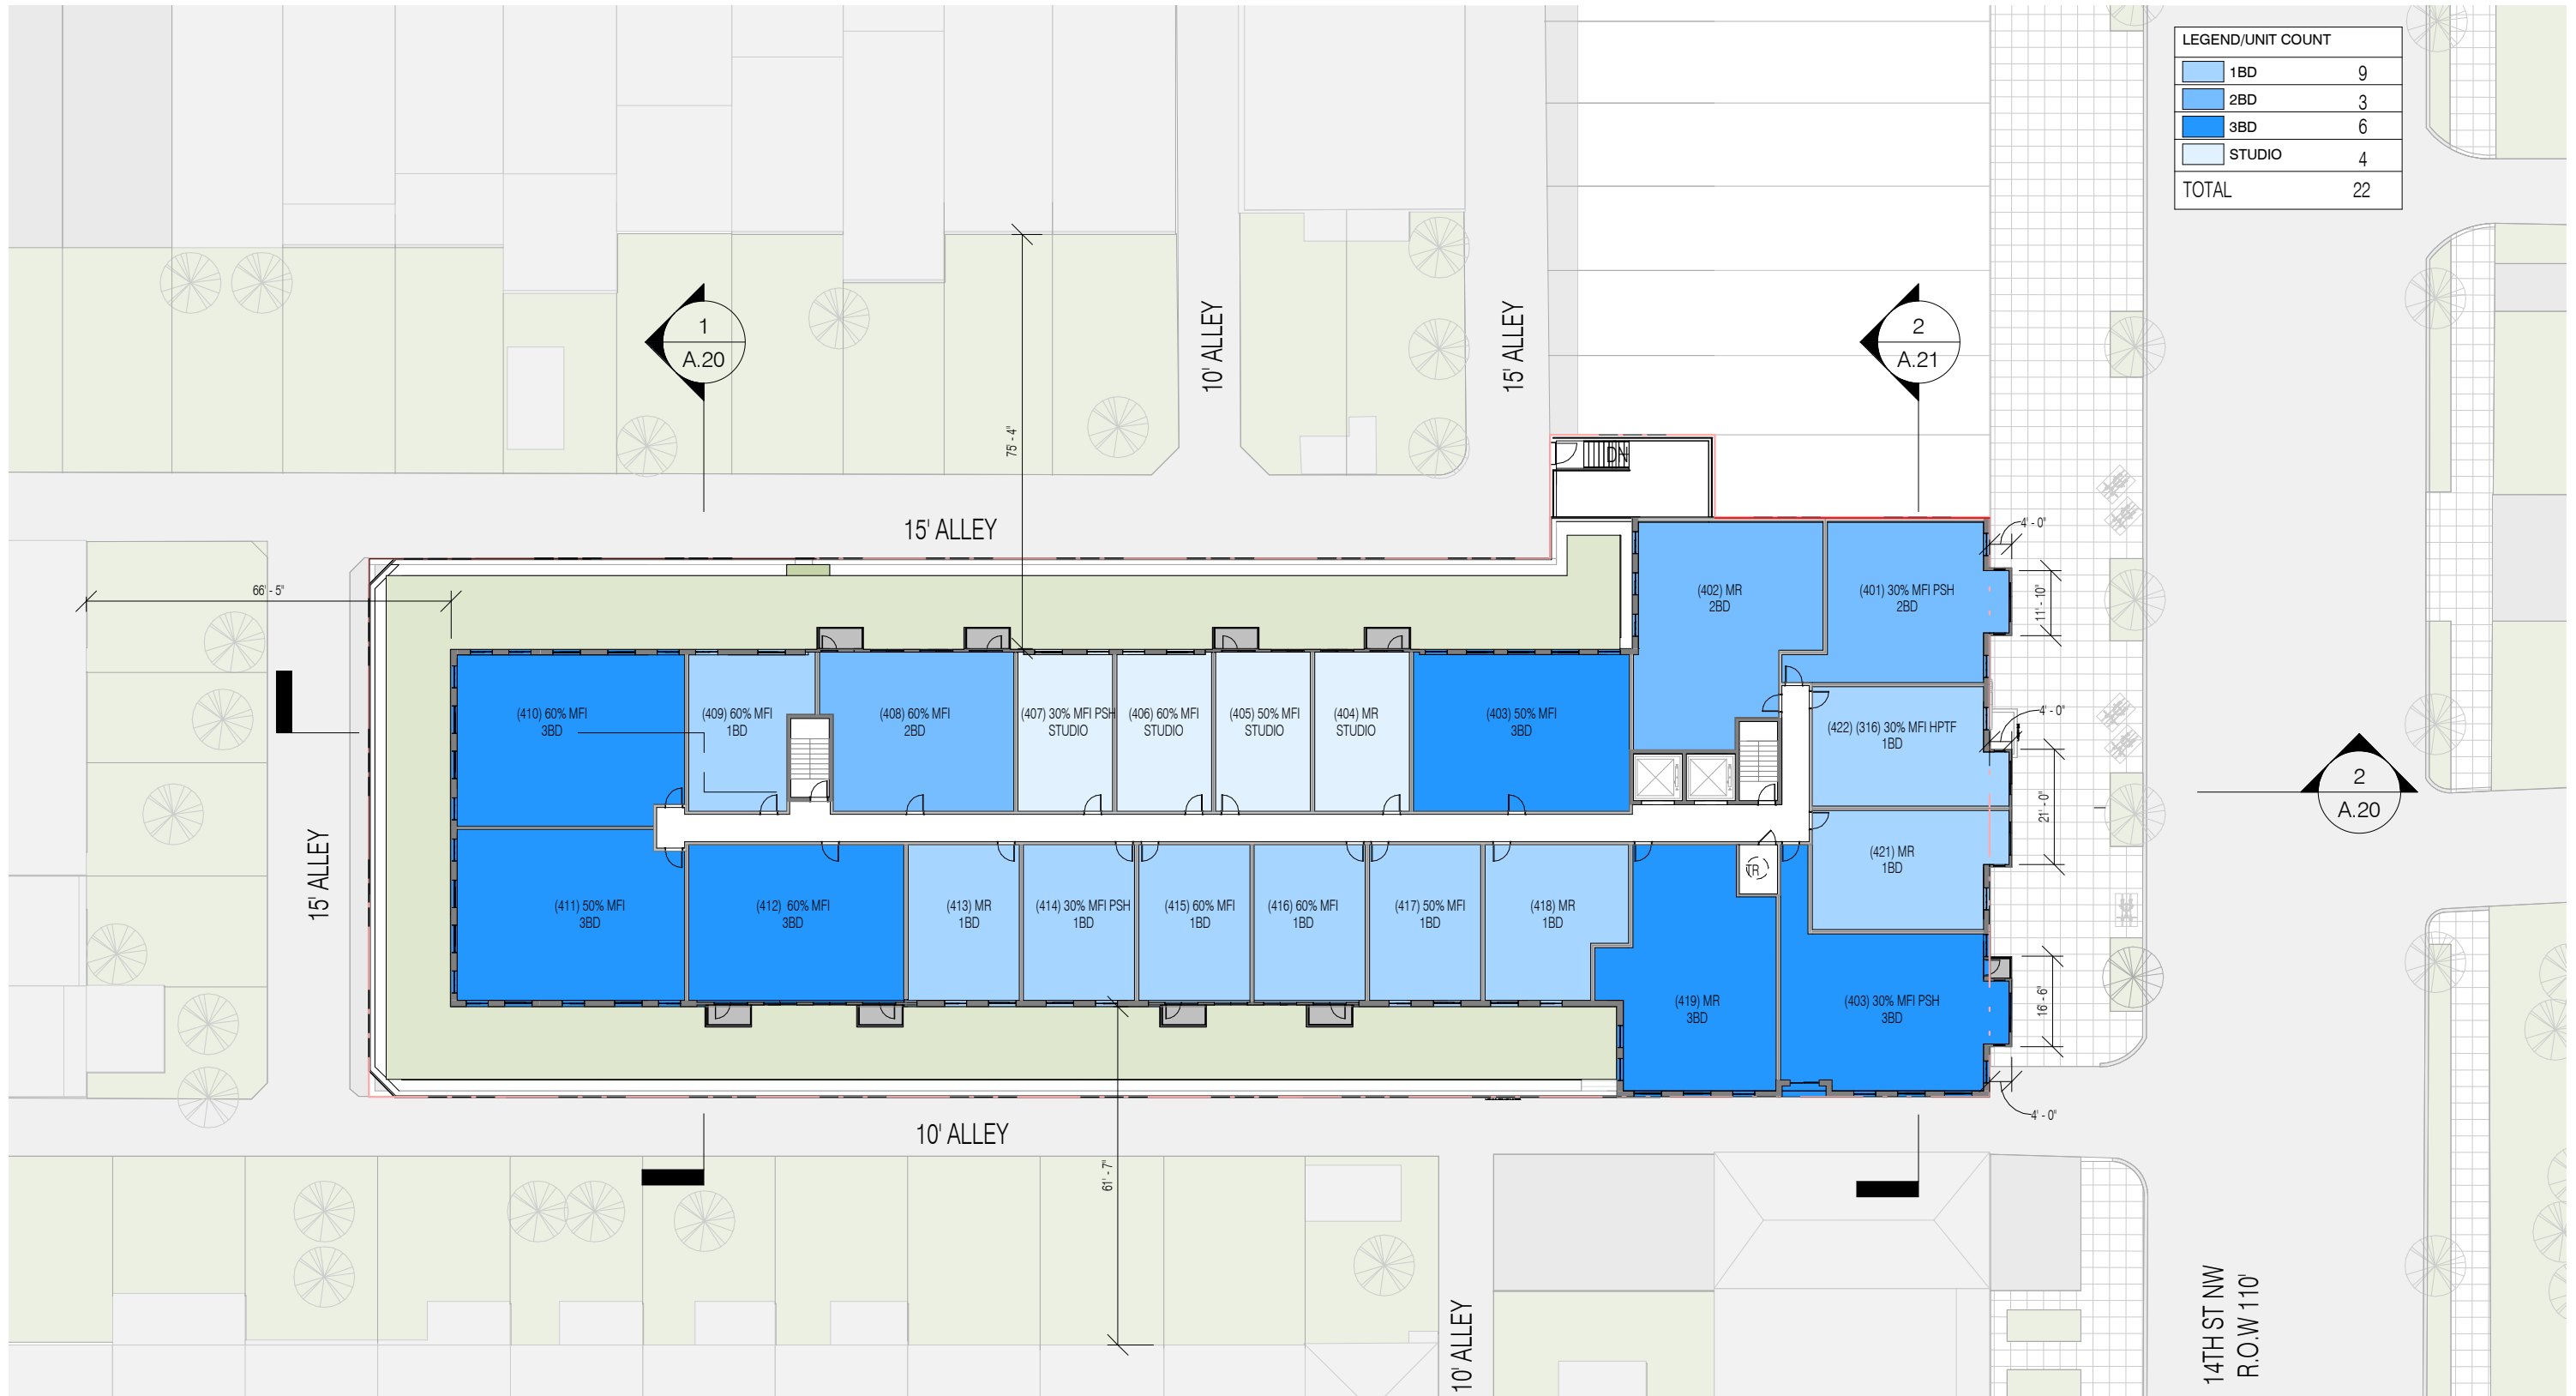 LEGEND/UNIT COUNT
1BD 9
2BD 3
3BD 6
STUDIO 4
TOTAL 22
1
A.20
10' ALLEY
15' ALLEY
2
A.21
75' - 4"
DN
15' ALLEY
4' - 0"
66' - 5"
(402) MR
2BD
(401) 30% MFI PSH
2BD
11' - 10"
(410) 60% MFI
3BD
(409) 60% MFI
1BD
(408) 60% MFI
2BD
(407) 30% MFI PSH
STUDIO
(406) 60% MFI
STUDIO
(405) 50% MFI
STUDIO
(404) MR
STUDIO
(403) 50% MFI
3BD
(422) (316) 30% MFI HPTF
1BD
4' - 0"
2
A.20
21' - 0"
15' ALLEY
(421) MR
1BD
TR
(411) 50% MFI
3BD
(412) 60% MFI
3BD
(413) MR
1BD
(414) 30% MFI PSH
1BD
(415) 60% MFI
1BD
(416) 60% MFI
1BD
(417) 50% MFI
1BD
(418) MR
1BD
(419) MR
3BD
(403) 30% MFI PSH
3BD
16' - 6"
4' - 0"
10' ALLEY
61' - 7"
10' ALLEY
14TH ST NW
R.O.W 110'